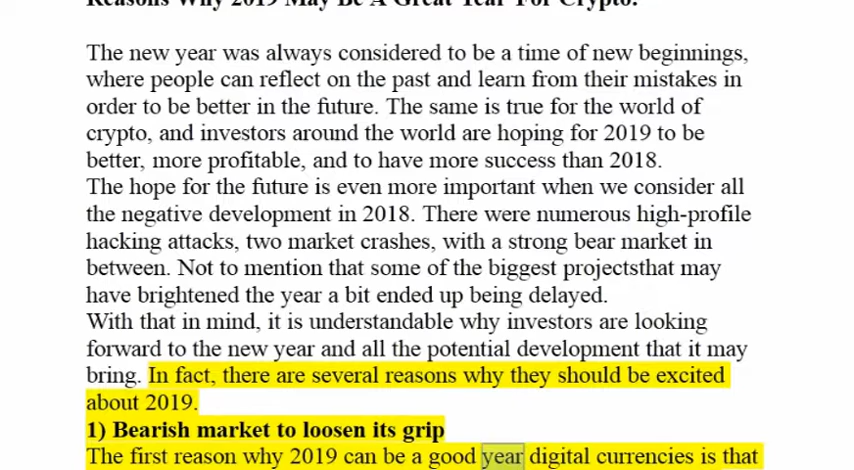 Reasons Why 2019 May Be A Great Year For Crypto.
The new year was always considered to be a time of new beginnings,
where people can reflect on the past and learn from their mistakes in
order to be better in the future. The same is true for the world of
crypto, and investors around the world are hoping for 2019 to be
better, more profitable, and to have more success than 2018.
The hope for the future is even more important when we consider all
the negative development in 2018. There were numerous high-profile
hacking attacks, two market crashes, with a strong bear market in
between. Not to mention that some of the biggest projectsthat may
have brightened the year a bit ended up being delayed.
With that in mind, it is understandable why investors are looking
forward to the new year and all the potential development that it may
bring. In fact, there are several reasons why they should be excited
about 2019.
1) Bearish market to loosen its grip
The first reason why 2019 can be a good year digital currencies is that